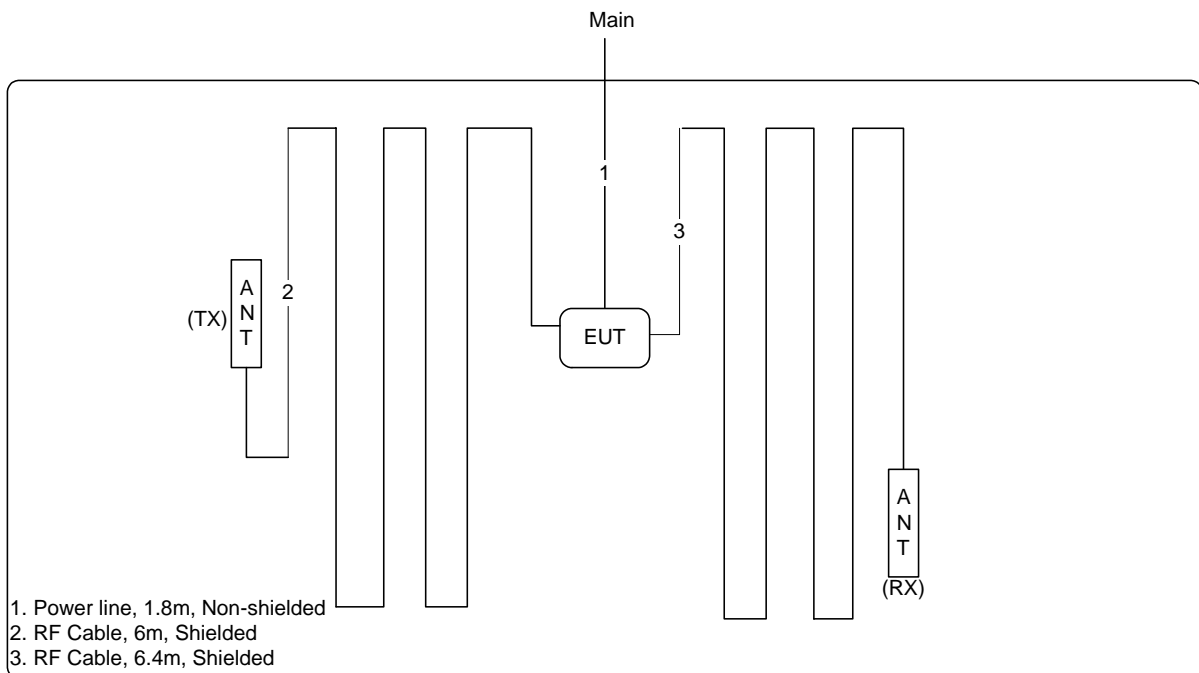 Main
1
3
2
(TX)
A
N
T
EUT
A
N
T
(RX)
1. Power line, 1.8m, Non-shielded
2. RF Cable, 6m, Shielded
3. RF Cable, 6.4m, Shielded